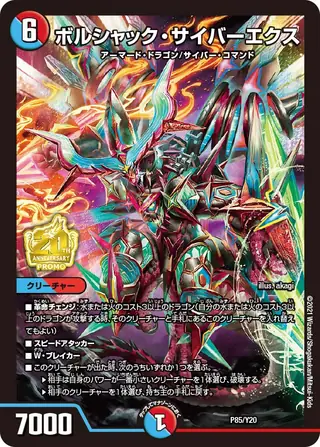 6
ボルシャック・サイバーエクス
アーマード・ドラゴン/サイバー・コマンド
20th
ANNIVERSARY
PROMO
クリーチャー
illus. akagi
©2021 Wizards/Shogakukan/Mitsui-Kids
■革命チェンジ:水または火のコスト3以上のドラゴン(自分の水または火のコスト3以上
のドラゴンが攻撃する時、そのクリーチャーと手札にあるこのクリーチャーを入れ替え
てもよい)
■スピードアタッカー
■W・ブレイカー
■このクリーチャーが出た時、次のうちいずれか1つを選ぶ。
▶相手は自身のパワーが一番小さいクリーチャーを1体選び、破壊する。
▶相手のクリーチャーを1体選び、持ち主の手札に戻す。
7000
1
P85/Y20